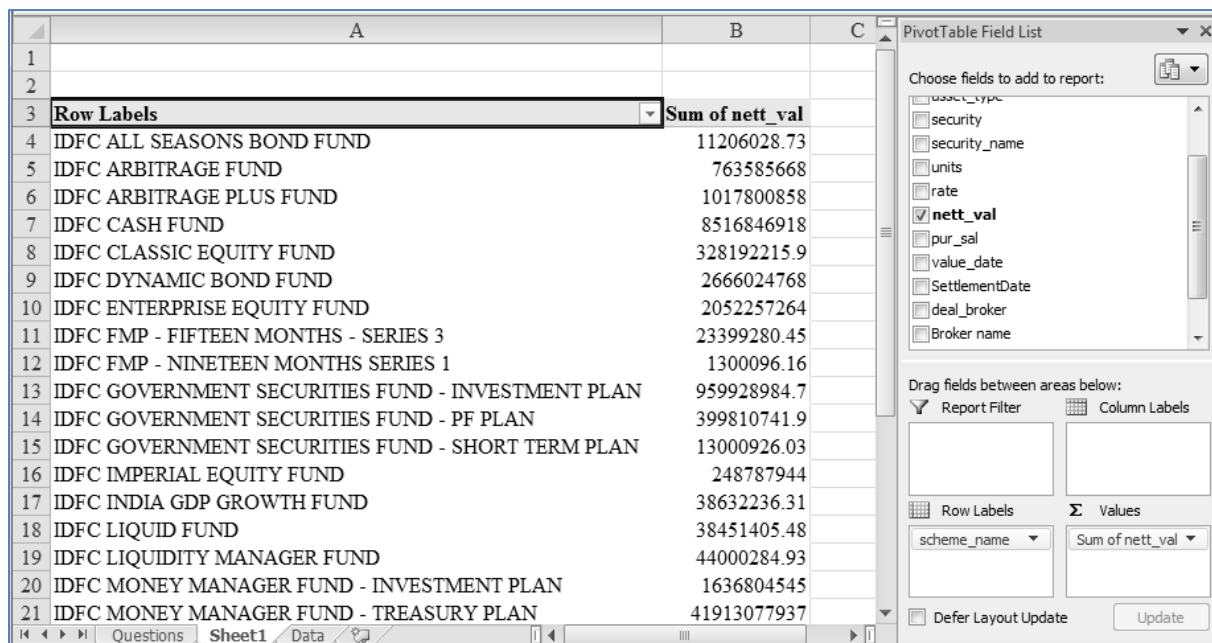 A B C
1
2
3 Row Labels Sum of nett_val
4 IDFC ALL SEASONS BOND FUND 11206028.73
5 IDFC ARBITRAGE FUND 763585668
6 IDFC ARBITRAGE PLUS FUND 1017800858
7 IDFC CASH FUND 8516846918
8 IDFC CLASSIC EQUITY FUND 328192215.9
9 IDFC DYNAMIC BOND FUND 2666024768
10 IDFC ENTERPRISE EQUITY FUND 2052257264
11 IDFC FMP - FIFTEEN MONTHS - SERIES 3 23399280.45
12 IDFC FMP - NINETEEN MONTHS SERIES 1 1300096.16
13 IDFC GOVERNMENT SECURITIES FUND - INVESTMENT PLAN 959928984.7
14 IDFC GOVERNMENT SECURITIES FUND - PF PLAN 399810741.9
15 IDFC GOVERNMENT SECURITIES FUND - SHORT TERM PLAN 13000926.03
16 IDFC IMPERIAL EQUITY FUND 248787944
17 IDFC INDIA GDP GROWTH FUND 38632236.31
18 IDFC LIQUID FUND 38451405.48
19 IDFC LIQUIDITY MANAGER FUND 44000284.93
20 IDFC MONEY MANAGER FUND - INVESTMENT PLAN 1636804545
21 IDFC MONEY MANAGER FUND - TREASURY PLAN 41913077937
Questions Sheet1 Data
PivotTable Field List
Choose fields to add to report:
asset_type
security
security_name
units
rate
nett_val
pur_sal
value_date
SettlementDate
deal_broker
Broker name
Drag fields between areas below:
Report Filter Column Labels
Row Labels Σ Values
scheme_name Sum of nett_val
Defer Layout Update Update